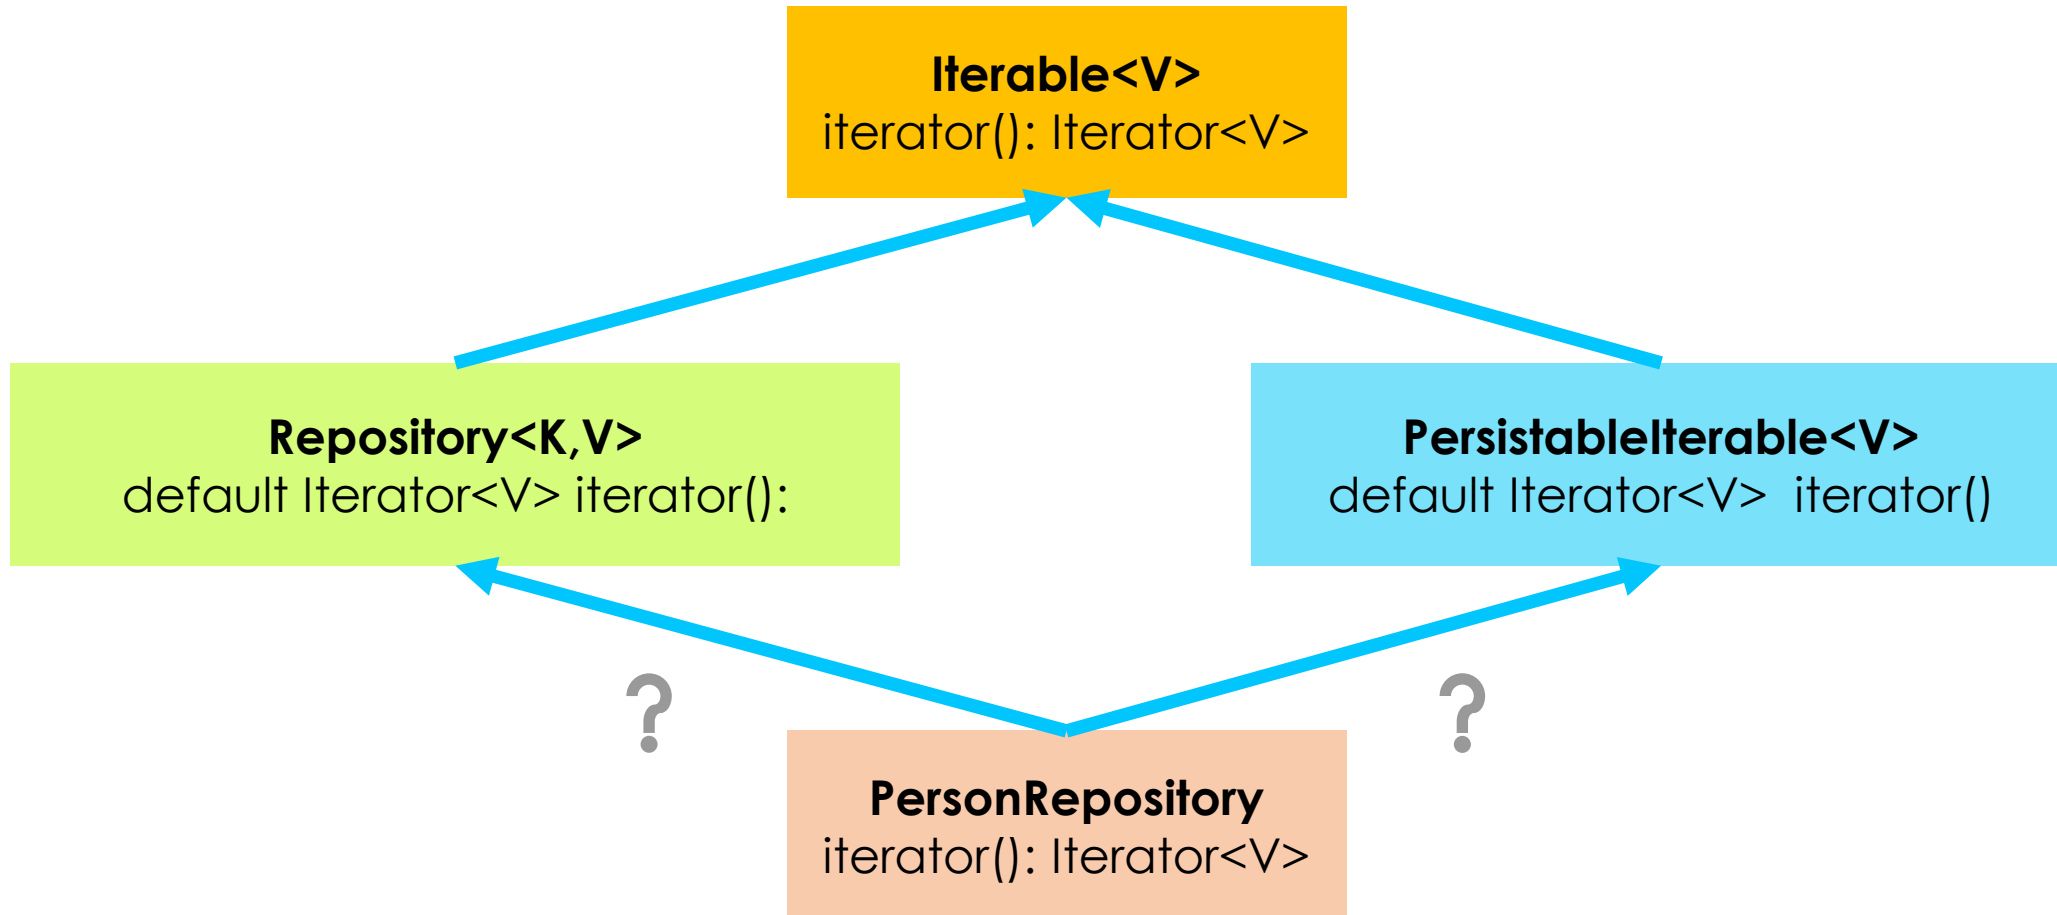 Iterable<V>
iterator(): Iterator<V>
Repository<K,V>
default Iterator<V> iterator():
PersistableIterable<V>
default Iterator<V>  iterator()
?
?
PersonRepository
iterator(): Iterator<V>